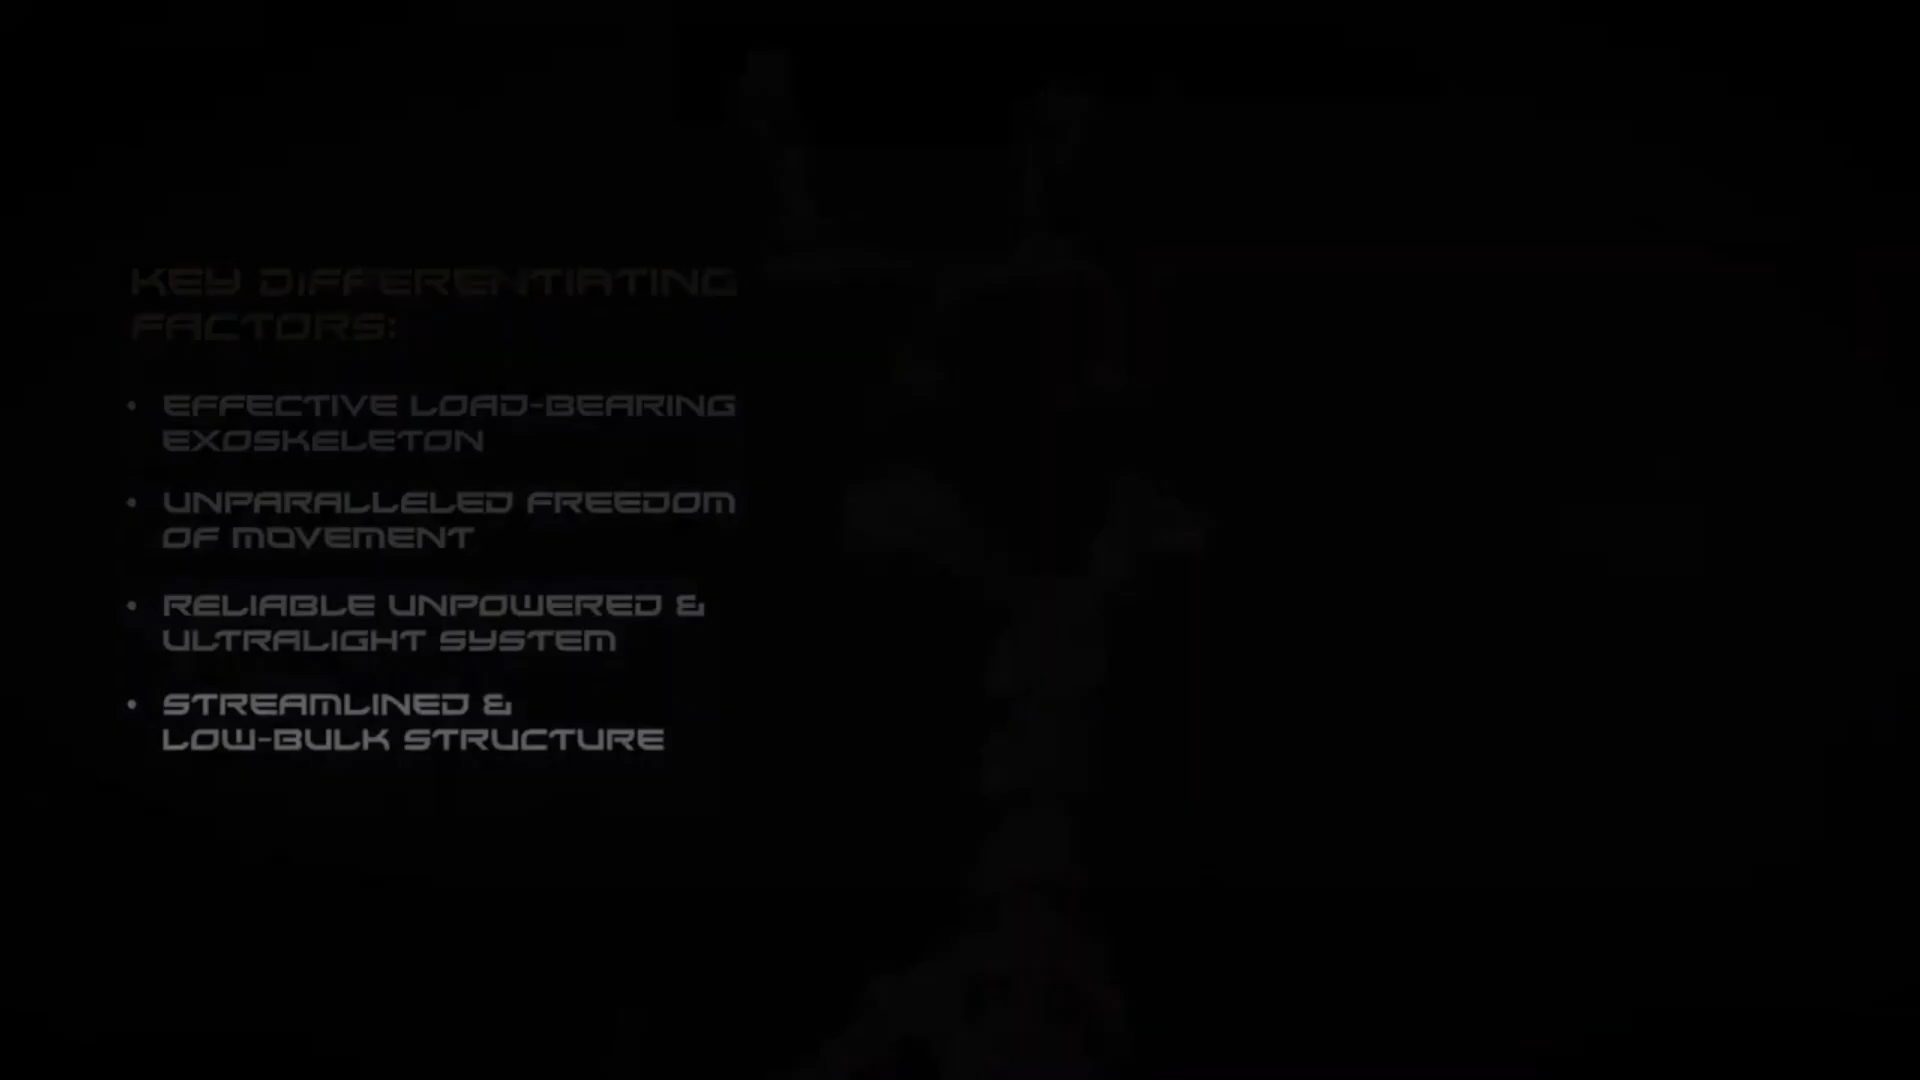 KEY DIFFERENTIATING
FACTORS:
• EFFECTIVE LOAD-BEARING
EXOSKELETON
• UNPARALLELED FREEDOM
OF MOVEMENT
• RELIABLE UNPOWERED &
ULTRALIGHT SYSTEM
• STREAMLINED &
LOW-BULK STRUCTURE